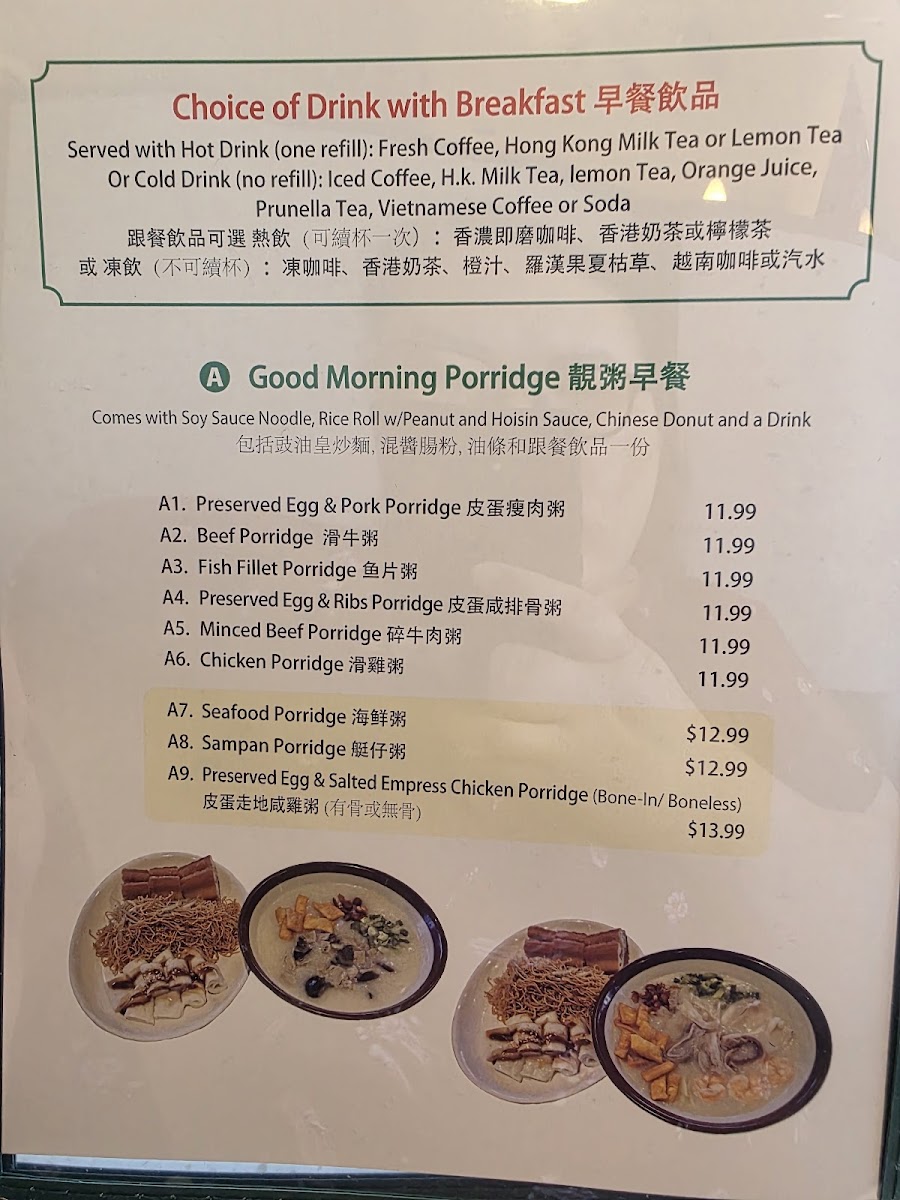 Choice of Drink with Breakfast 早餐飲品
Served with Hot Drink (one refill): Fresh Coffee, Hong Kong Milk Tea or Lemon Tea
Or Cold Drink (no refill): Iced Coffee, H.k. Milk Tea, lemon Tea, Orange Juice,
Prunella Tea, Vietnamese Coffee or Soda
跟餐飲品可選 熱飲 (可續杯一次) : 香濃即磨咖啡、香港奶茶或檸檬茶
或 凍飲 (不可續杯) : 凍咖啡、香港奶茶、橙汁、羅漢果夏枯草、越南咖啡或汽水
A Good Morning Porridge 靚粥早餐
Comes with Soy Sauce Noodle, Rice Roll w/Peanut and Hoisin Sauce, Chinese Donut and a Drink
包括豉油皇炒麵, 混醬腸粉, 油條和跟餐飲品一份
A1. Preserved Egg & Pork Porridge 皮蛋瘦肉粥 11.99
A2. Beef Porridge 滑牛粥 11.99
A3. Fish Fillet Porridge 鱼片粥 11.99
A4. Preserved Egg & Ribs Porridge 皮蛋咸排骨粥 11.99
A5. Minced Beef Porridge 碎牛肉粥 11.99
A6. Chicken Porridge 滑雞粥 11.99
A7. Seafood Porridge 海鲜粥 $12.99
A8. Sampan Porridge 艇仔粥 $12.99
A9. Preserved Egg & Salted Empress Chicken Porridge (Bone-In/ Boneless)
皮蛋走地咸雞粥 (有骨或無骨) $13.99